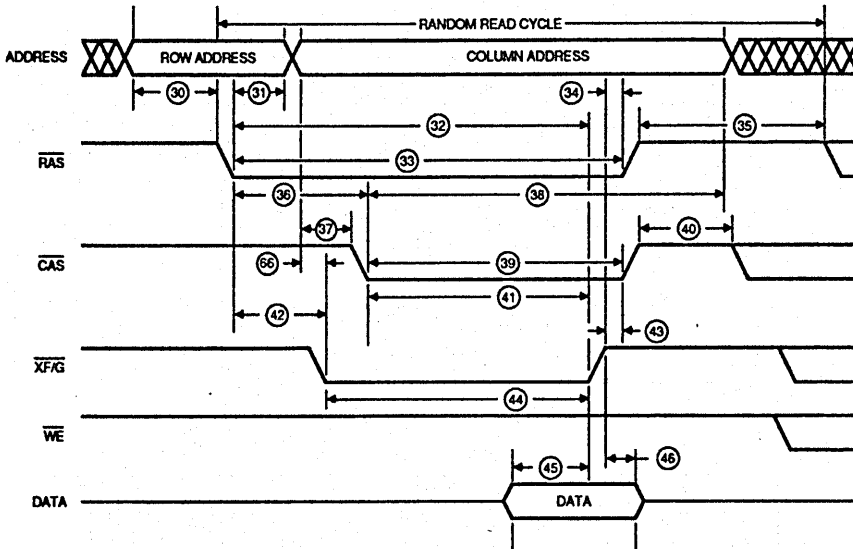 RANDOM READ CYCLE
ADDRESS ROW ADDRESS COLUMN ADDRESS
30 31 34
32 35
RAS 33
36 38
37 40
CAS
66 39
42 41
43
XF/G
44
WE
45 46
DATA DATA